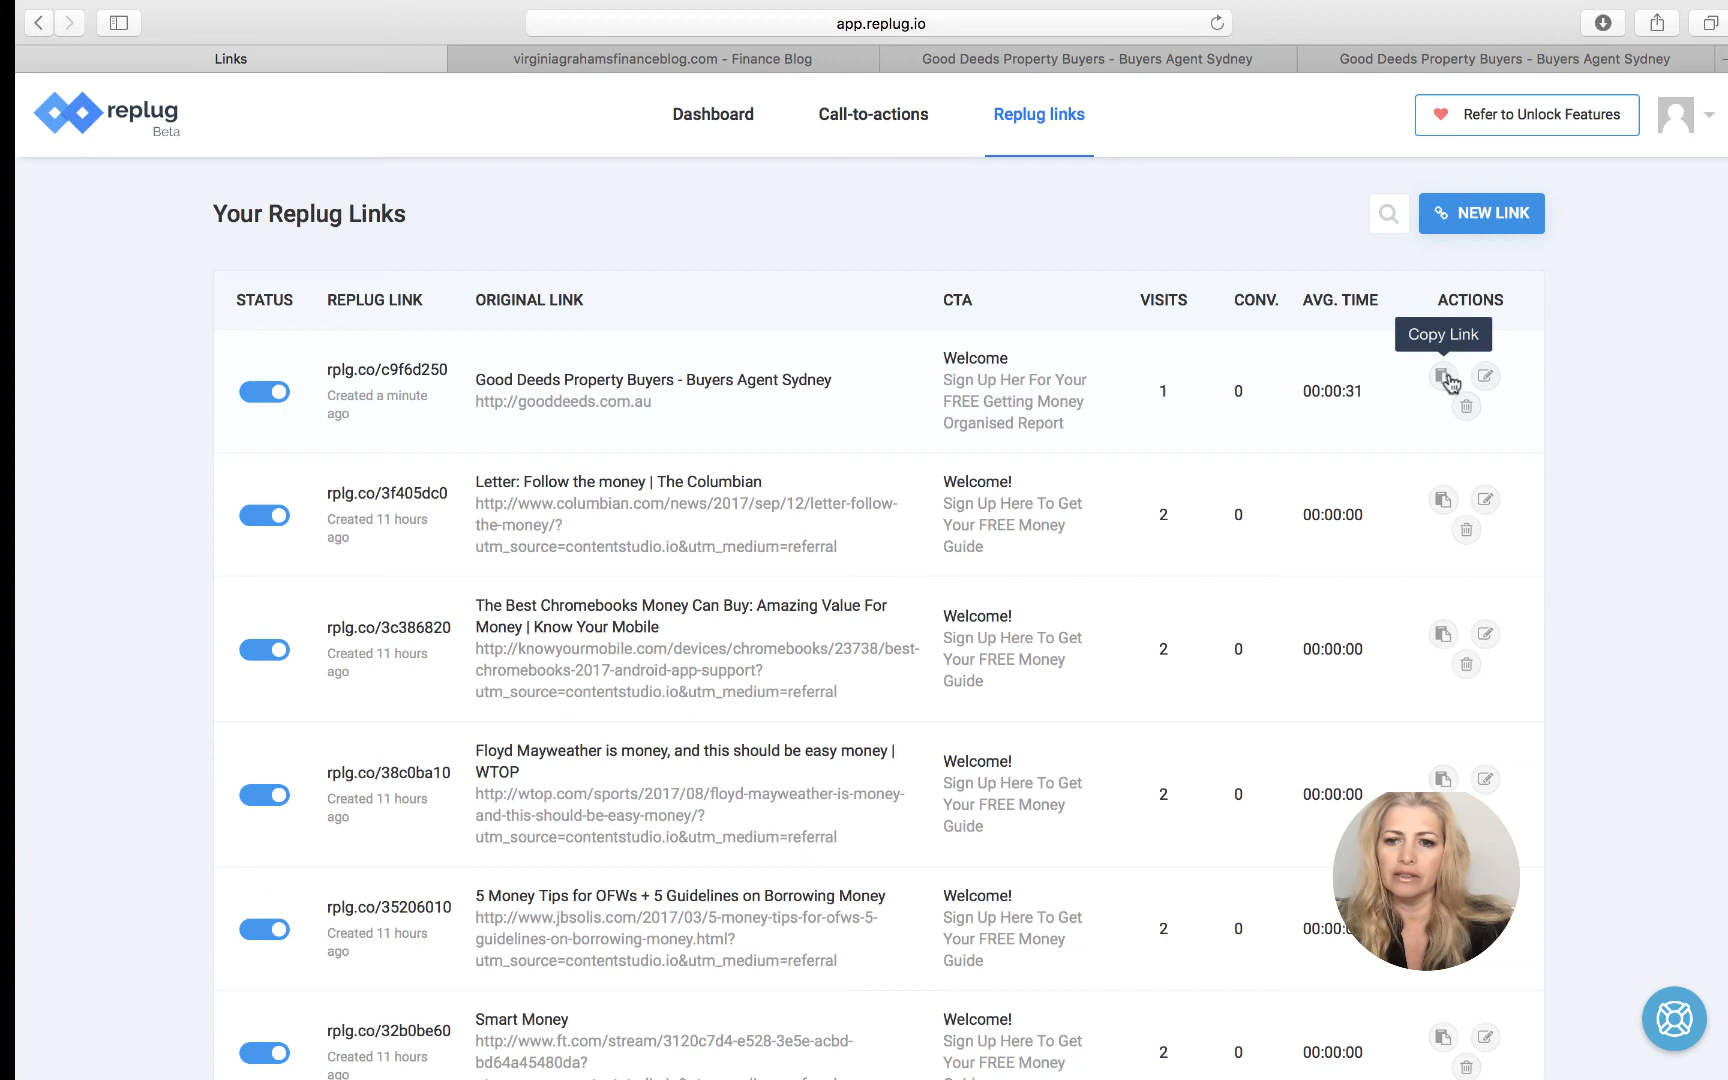 app.replug.io
Links
virginiagrahamsfinanceblog.com - Finance Blog
Good Deeds Property Buyers - Buyers Agent Sydney
Good Deeds Property Buyers - Buyers Agent Sydney
replug
Beta
Dashboard
Call-to-actions
Replug links
Refer to Unlock Features
Your Replug Links
NEW LINK
STATUS
REPLUG LINK
ORIGINAL LINK
CTA
VISITS
CONV.
AVG. TIME
ACTIONS
Copy Link
rplg.co/c9f6d250
Created a minute
ago
Good Deeds Property Buyers - Buyers Agent Sydney
http://gooddeeds.com.au
Welcome
Sign Up Her For Your
FREE Getting Money
Organised Report
1
0
00:00:31
rplg.co/3f405dc0
Created 11 hours
ago
Letter: Follow the money | The Columbian
http://www.columbian.com/news/2017/sep/12/letter-follow-
the-money/?
utm_source=contentstudio.io&utm_medium=referral
Welcome!
Sign Up Here To Get
Your FREE Money
Guide
2
0
00:00:00
rplg.co/3c386820
Created 11 hours
ago
The Best Chromebooks Money Can Buy: Amazing Value For
Money | Know Your Mobile
http://knowyourmobile.com/devices/chromebooks/23738/best-
chromebooks-2017-android-app-support?
utm_source=contentstudio.io&utm_medium=referral
Welcome!
Sign Up Here To Get
Your FREE Money
Guide
2
0
00:00:00
rplg.co/38c0ba10
Created 11 hours
ago
Floyd Mayweather is money, and this should be easy money |
WTOP
http://wtop.com/sports/2017/08/floyd-mayweather-is-money-
and-this-should-be-easy-money/?
utm_source=contentstudio.io&utm_medium=referral
Welcome!
Sign Up Here To Get
Your FREE Money
Guide
2
0
00:00:00
rplg.co/35206010
Created 11 hours
ago
5 Money Tips for OFWs + 5 Guidelines on Borrowing Money
http://www.jbsolis.com/2017/03/5-money-tips-for-ofws-5-
guidelines-on-borrowing-money.html?
utm_source=contentstudio.io&utm_medium=referral
Welcome!
Sign Up Here To Get
Your FREE Money
Guide
2
0
rplg.co/32b0be60
Created 11 hours
ago
Smart Money
http://www.ft.com/stream/3120c7d4-e528-3e5e-acbd-
bd64a45480da?
Welcome!
Sign Up Here To Get
Your FREE Money
2
0
00:00:00